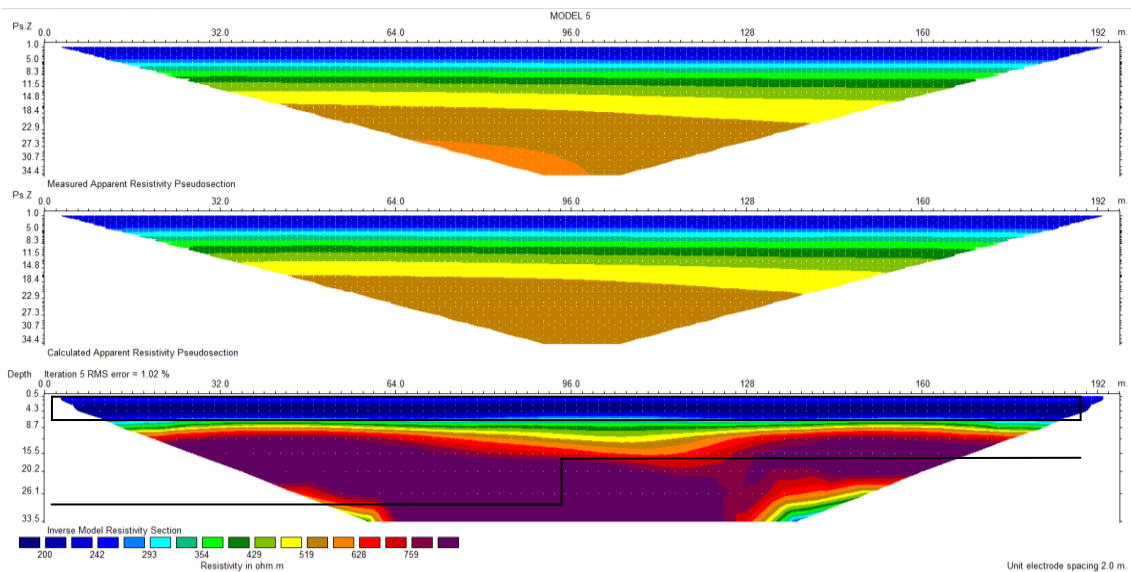 MODEL 5
Ps.Z 0.0 32.0 64.0 96.0 128 160 192 m.
1.0
5.0
8.3
11.5
14.8
18.4
22.9
27.3
30.7
34.4
Measured Apparent Resistivity Pseudosection
Ps.Z 0.0 32.0 64.0 96.0 128 160 192 m.
1.0
5.0
8.3
11.5
14.8
18.4
22.9
27.3
30.7
34.4
Calculated Apparent Resistivity Pseudosection
Depth Iteration 5 RMS error = 1.02 %
0.0 32.0 64.0 96.0 128 160 192 m.
0.5
4.3
8.7
15.5
20.2
26.1
33.5
Inverse Model Resistivity Section
200 242 293 354 429 519 628 759
Resistivity in ohm.m
Unit electrode spacing 2.0 m.